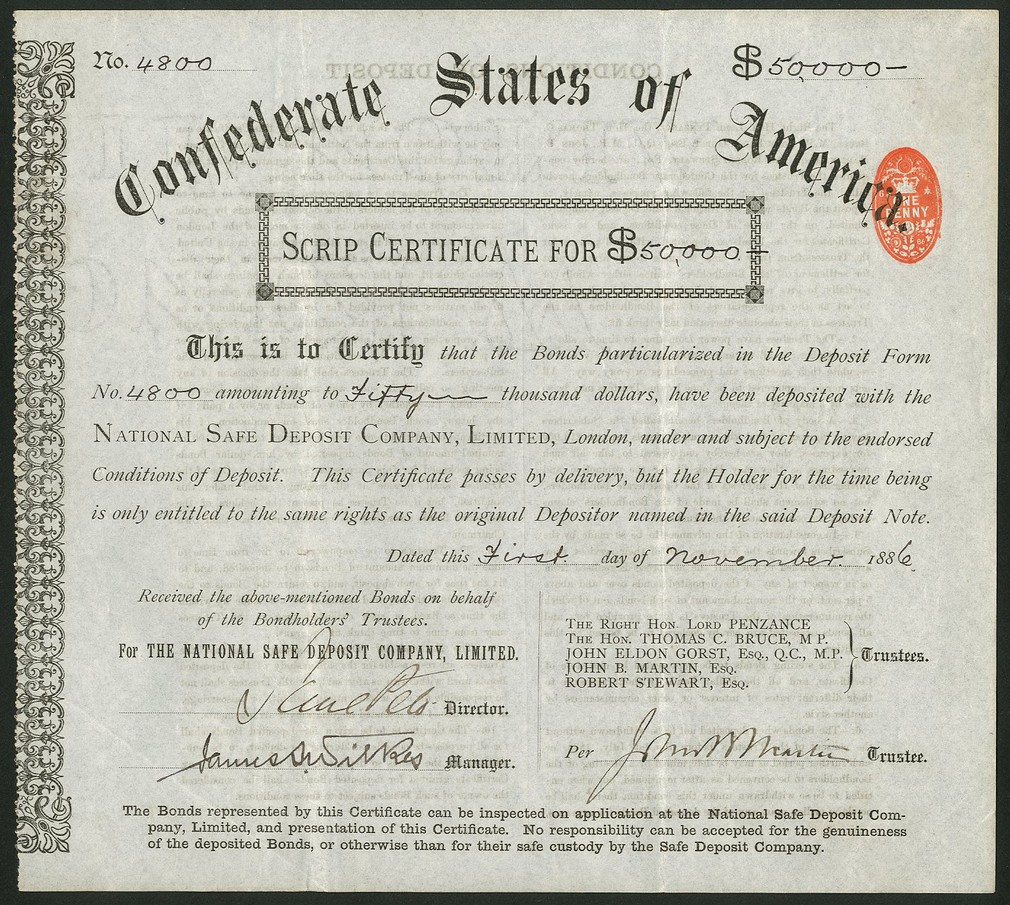 No. 4800
$50,000—
Confederate States of America.
ONE PENNY
SCRIP CERTIFICATE FOR $50,000—
This is to Certify that the Bonds particularized in the Deposit Form
No. 4800 amounting to Fifty thousand dollars, have been deposited with the
NATIONAL SAFE DEPOSIT COMPANY, LIMITED, London, under and subject to the endorsed
Conditions of Deposit. This Certificate passes by delivery, but the Holder for the time being
is only entitled to the same rights as the original Depositor named in the said Deposit Note.
Dated this First. day of November 1886
Received the above-mentioned Bonds on behalf
of the Bondholders' Trustees.
For THE NATIONAL SAFE DEPOSIT COMPANY, LIMITED.
Director.
James Wilkes Manager.
THE RIGHT HON. LORD PENZANCE
THE HON. THOMAS C. BRUCE, M P.
JOHN ELDON GORST, ESQ., Q.C., M.P.
JOHN B. MARTIN, ESQ.
ROBERT STEWART, ESQ.
Trustees.
Per John B Martin Trustee.
The Bonds represented by this Certificate can be inspected on application at the National Safe Deposit Com-
pany, Limited, and presentation of this Certificate. No responsibility can be accepted for the genuineness
of the deposited Bonds, or otherwise than for their safe custody by the Safe Deposit Company.